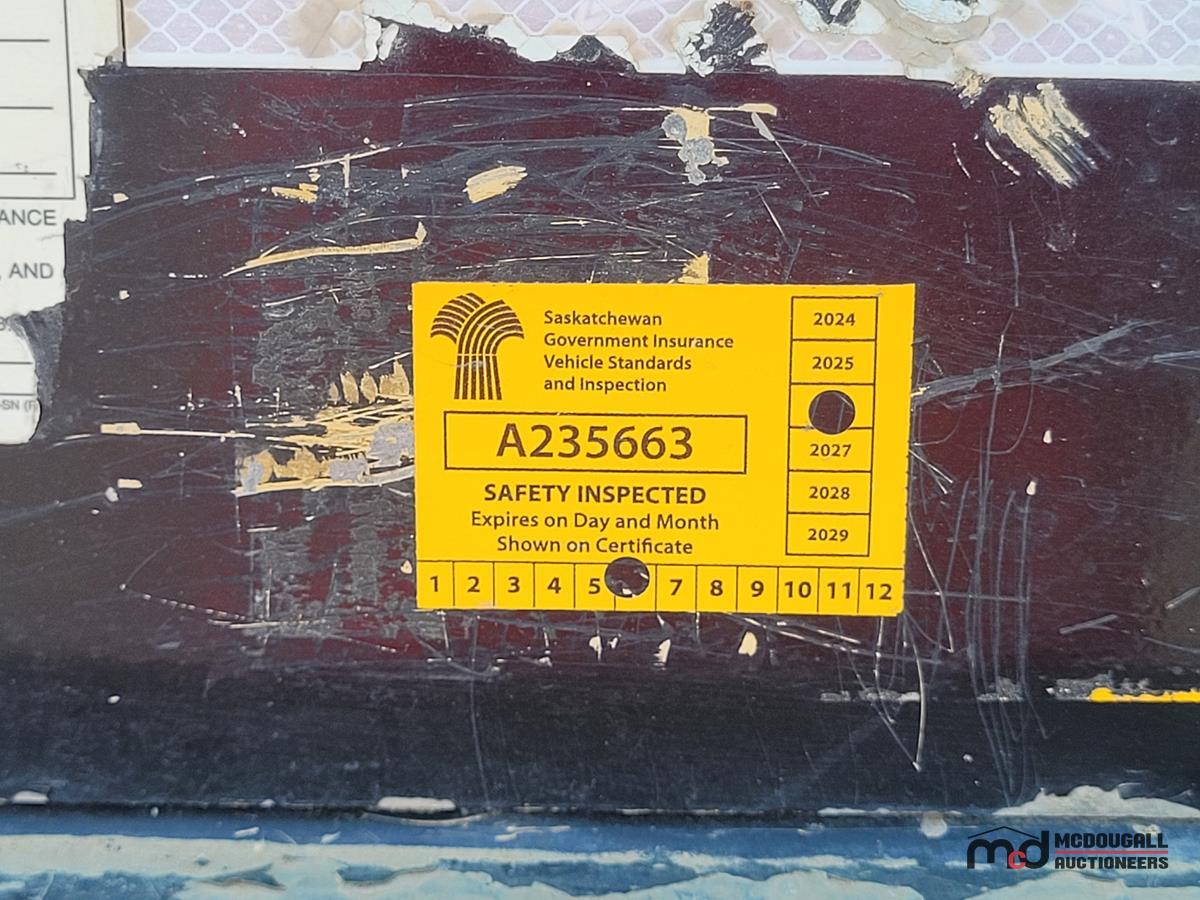 ANCE
, AND
-SN (F)
Saskatchewan
Government Insurance
Vehicle Standards
and Inspection
A235663
SAFETY INSPECTED
Expires on Day and Month
Shown on Certificate
2024
2025
2027
2028
2029
1 2 3 4 5 7 8 9 10 11 12
mcd MCDOUGALL
AUCTIONEERS